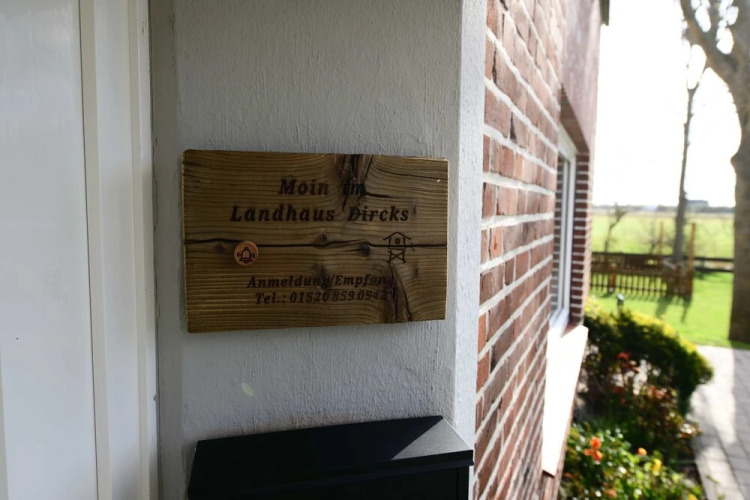 Moin im
Landhaus Dircks
Anmeldung/Empfang
Tel.: 01520 859 0942